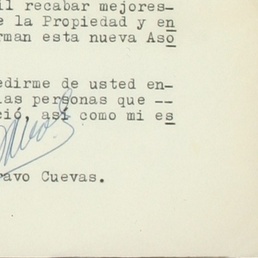 il recabar mejores-
e la Propiedad y en
rman esta nueva Aso
edirme de usted en-
las personas que --
ció, así como mi es
ravo Cuevas.